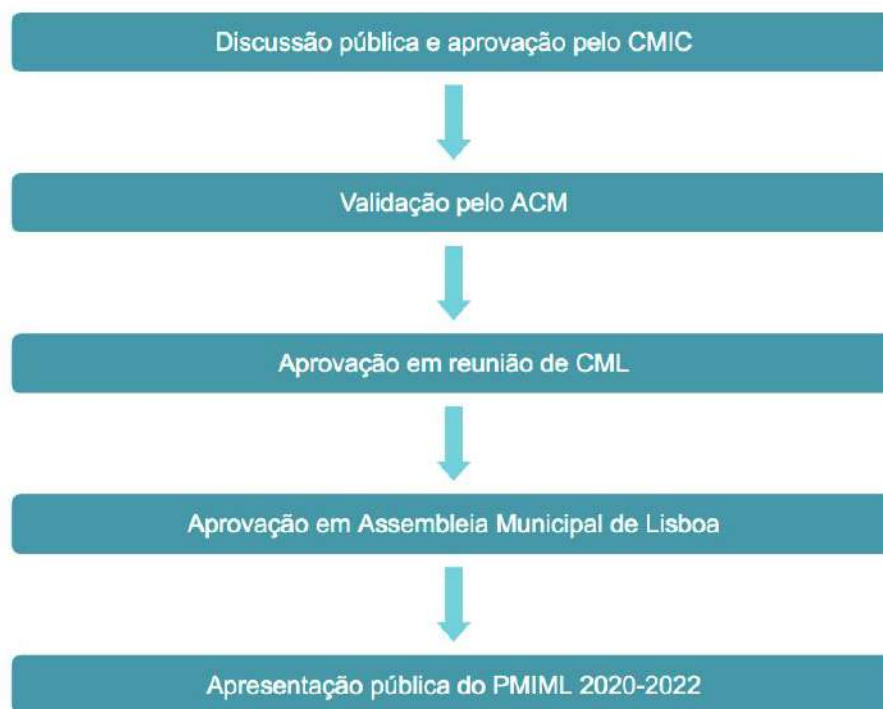 Discussão pública e aprovação pelo CMIC
Validação pelo ACM
Aprovação em reunião de CML
Aprovação em Assembleia Municipal de Lisboa
Apresentação pública do PMIML 2020-2022